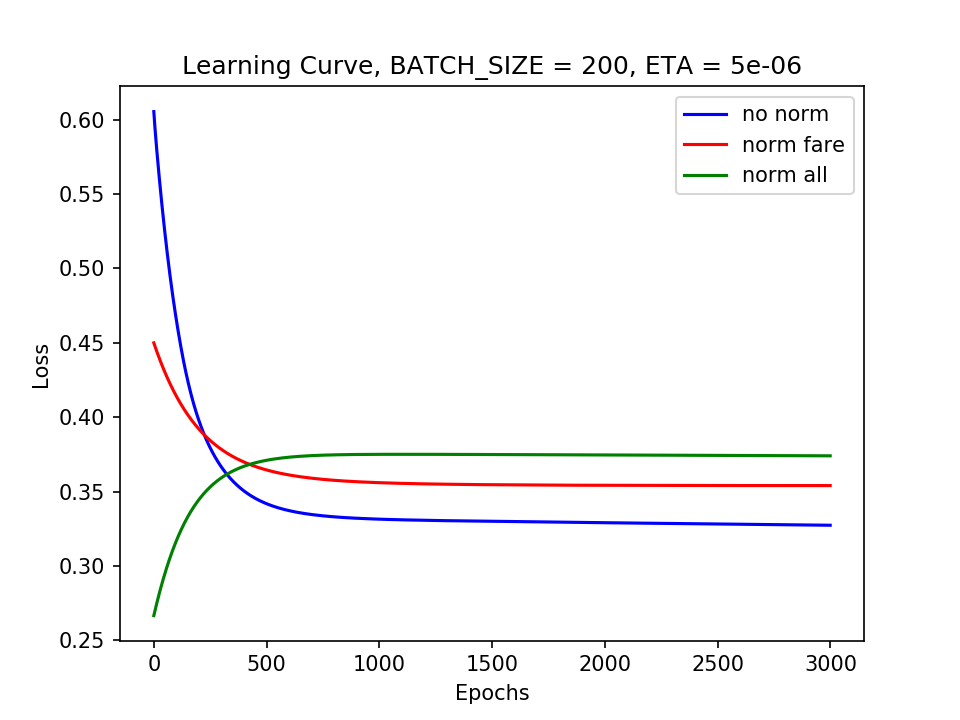 Learning Curve, BATCH_SIZE = 200, ETA = 5e-06
no norm
norm fare
norm all
0.60
0.55
0.50
0.45
0.40
0.35
0.30
0.25
Loss
0 500 1000 1500 2000 2500 3000
Epochs